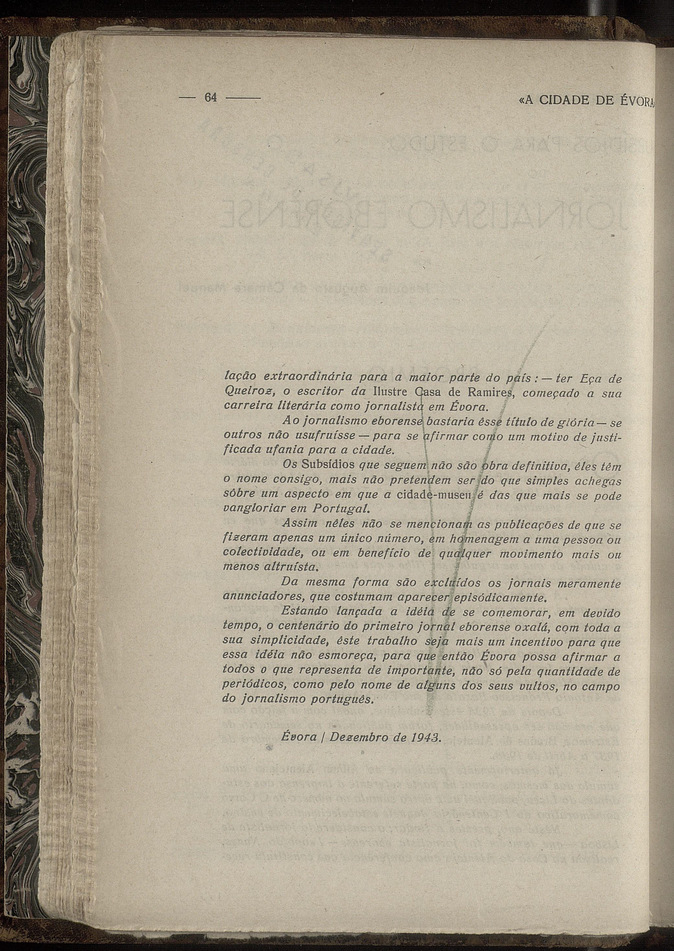 — 64 —
«A CIDADE DE ÉVORA
lação extraordinária para a maior parte do país : — ter Eça de
Queiroz, o escritor da Ilustre Casa de Ramires, começado a sua
carreira literária como jornalista em Évora.
Ao jornalismo eborense bastaria êsse título de glória — se
outros não usufruísse — para se afirmar como um motivo de justi-
ficada ufania para a cidade.
Os Subsídios que seguem não são obra definitiva, êles têm
o nome consigo, mais não pretendem ser do que simples achegas
sôbre um aspecto em que a cidade-museu é das que mais se pode
vangloriar em Portugal.
Assim nêles não se mencionam as publicações de que se
fizeram apenas um único número, em homenagem a uma pessoa ou
colectividade, ou em benefício de qualquer movimento mais ou
menos altruísta.
Da mesma forma são excluídos os jornais meramente
anunciadores, que costumam aparecer episódicamente.
Estando lançada a idéia de se comemorar, em devido
tempo, o centenário do primeiro jornal eborense oxalá, com toda a
sua simplicidade, êste trabalho seja mais um incentivo para que
essa idéia não esmoreça, para que então Évora possa afirmar a
todos o que representa de importante, não só pela quantidade de
periódicos, como pelo nome de alguns dos seus vultos, no campo
do jornalismo português.
Évora / Dezembro de 1943.
JORNALISMO EBORENSE